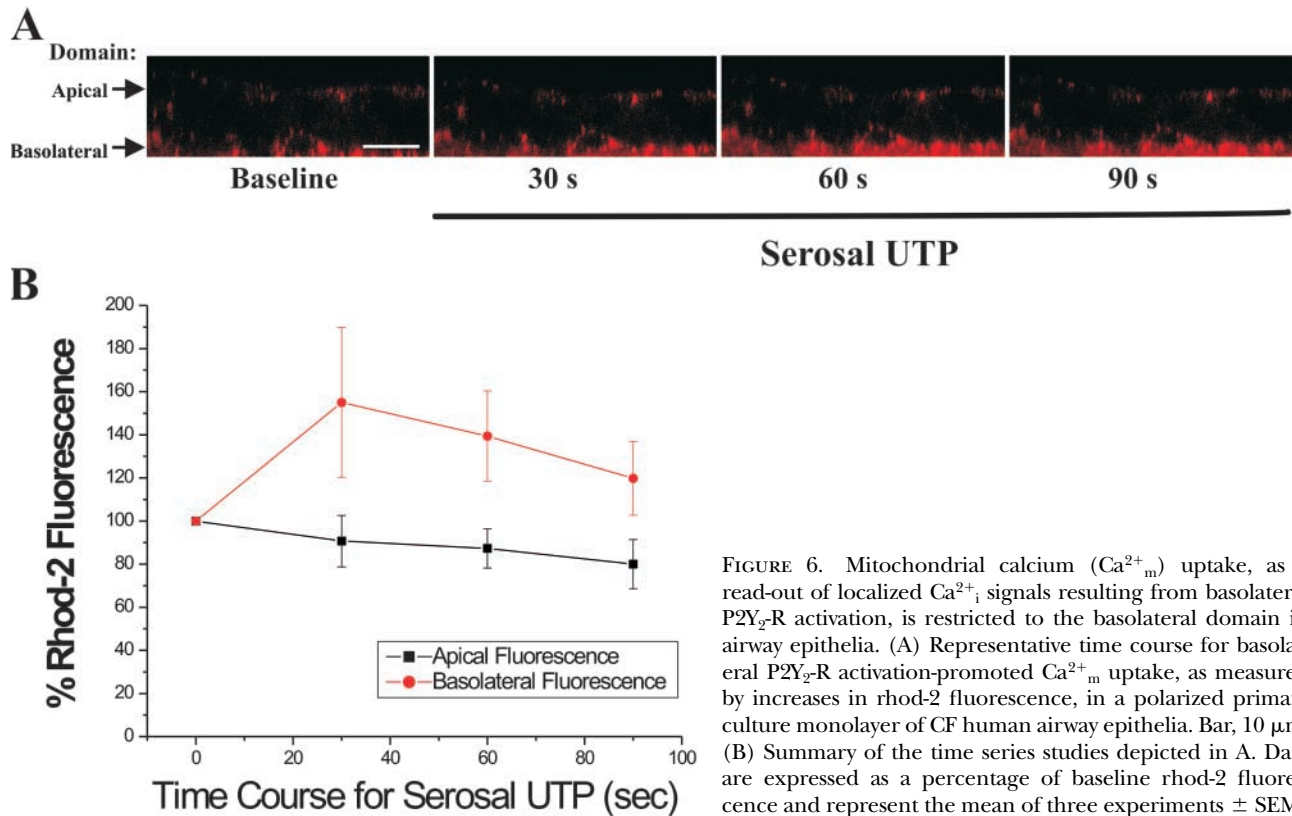 A
Domain:
Apical
Basolateral
Baseline
30 s
60 s
90 s
Serosal UTP
B
% Rhod-2 Fluorescence
200
180
160
140
120
100
80
60
40
20
0
Apical Fluorescence
Basolateral Fluorescence
0 20 40 60 80 100
Time Course for Serosal UTP (sec)
FIGURE 6. Mitochondrial calcium (Ca²⁺ₘ) uptake, as
read-out of localized Ca²⁺ᵢ signals resulting from basolater
P2Y₂-R activation, is restricted to the basolateral domain i
airway epithelia. (A) Representative time course for basola
eral P2Y₂-R activation-promoted Ca²⁺ₘ uptake, as measure
by increases in rhod-2 fluorescence, in a polarized primar
culture monolayer of CF human airway epithelia. Bar, 10 μm
(B) Summary of the time series studies depicted in A. Da
are expressed as a percentage of baseline rhod-2 fluore
cence and represent the mean of three experiments ± SEM